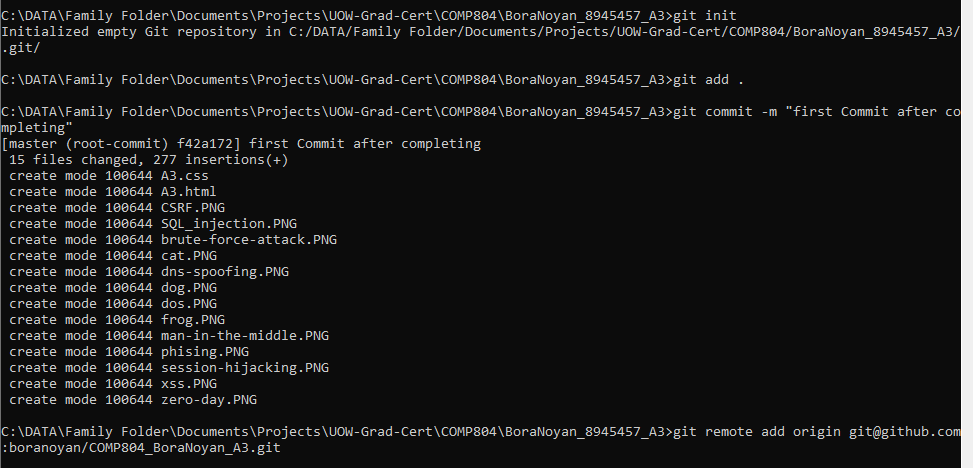 C:\DATA\Family Folder\Documents\Projects\UOW-Grad-Cert\COMP804\BoraNoyan_8945457_A3>git init
Initialized empty Git repository in C:/DATA/Family Folder/Documents/Projects/UOW-Grad-Cert/COMP804/BoraNoyan_8945457_A3/
.git/
C:\DATA\Family Folder\Documents\Projects\UOW-Grad-Cert\COMP804\BoraNoyan_8945457_A3>git add .
C:\DATA\Family Folder\Documents\Projects\UOW-Grad-Cert\COMP804\BoraNoyan_8945457_A3>git commit -m "first Commit after co
mpleting"
[master (root-commit) f42a172] first Commit after completing
 15 files changed, 277 insertions(+)
 create mode 100644 A3.css
 create mode 100644 A3.html
 create mode 100644 CSRF.PNG
 create mode 100644 SQL_injection.PNG
 create mode 100644 brute-force-attack.PNG
 create mode 100644 cat.PNG
 create mode 100644 dns-spoofing.PNG
 create mode 100644 dog.PNG
 create mode 100644 dos.PNG
 create mode 100644 frog.PNG
 create mode 100644 man-in-the-middle.PNG
 create mode 100644 phising.PNG
 create mode 100644 session-hijacking.PNG
 create mode 100644 xss.PNG
 create mode 100644 zero-day.PNG
C:\DATA\Family Folder\Documents\Projects\UOW-Grad-Cert\COMP804\BoraNoyan_8945457_A3>git remote add origin git@github.com
:boranoyan/COMP804_BoraNoyan_A3.git